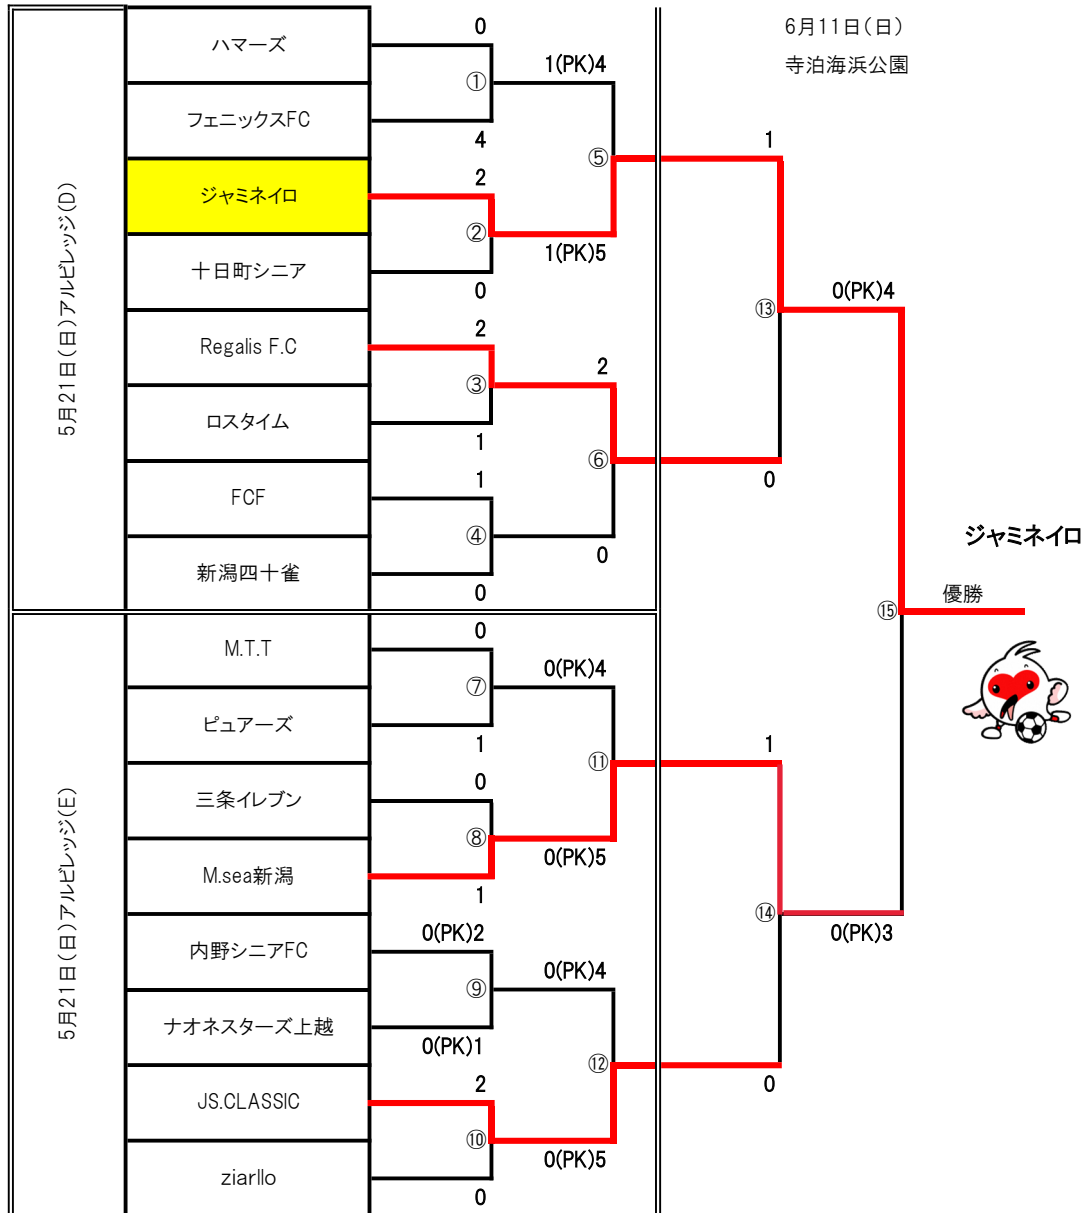 6月11日(日)
寺泊海浜公園
5月21日(日)アルビレッジ(D)
ハマーズ
フェニックスFC
ジャミネイロ
十日町シニア
Regalis F.C
ロスタイム
FCF
新潟四十雀
0
①
4
2
②
0
2
③
1
1
④
0
1(PK)4
⑤
1(PK)5
2
⑥
0
5月21日(日)アルビレッジ(E)
M.T.T
ピュアーズ
三条イレブン
M.sea新潟
内野シニアFC
ナオネスターズ上越
JS.CLASSIC
ziarllo
0
⑦
1
0
⑧
1
0(PK)2
⑨
0(PK)1
2
⑩
0
0(PK)4
⑪
0(PK)5
0(PK)4
⑫
0(PK)5
1
⑬
0
1
⑭
0
0(PK)4
⑮
0(PK)3
ジャミネイロ
優勝